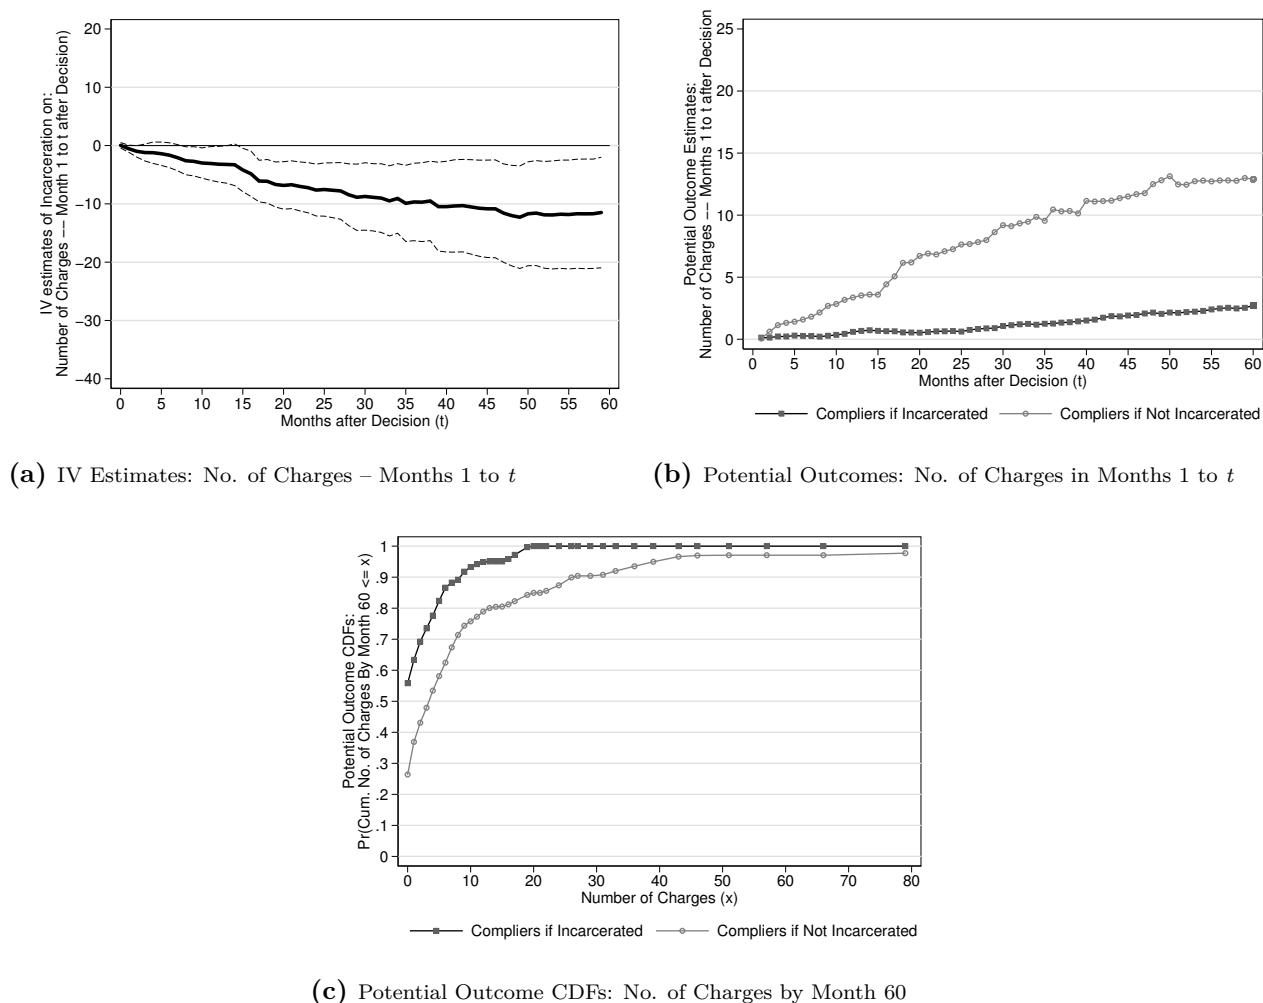 IV estimates of Incarceration on:
Number of Charges −− Month 1 to t after Decision)
20
10
0
−10
−20
−30
−40
0 5 10 15 20 25 30 35 40 45 50 55 60
Months after Decision (t)
(a) IV Estimates: No. of Charges – Months 1 to t
Potential Outcome Estimates:
Number of Charges −− Months 1 to t after Decision
25
20
15
10
5
0
0 5 10 15 20 25 30 35 40 45 50 55 60
Months after Decision (t)
Compliers if Incarcerated Compliers if Not Incarcerated
(b) Potential Outcomes: No. of Charges in Months 1 to t
Potential Outcome CDFs:
Pr(Cum. No. of Charges By Month 60 <= x)
1
.9
.8
.7
.6
.5
.4
.3
.2
.1
0
0 10 20 30 40 50 60 70 80
Number of Charges (x)
Compliers if Incarcerated Compliers if Not Incarcerated
(c) Potential Outcome CDFs: No. of Charges by Month 60